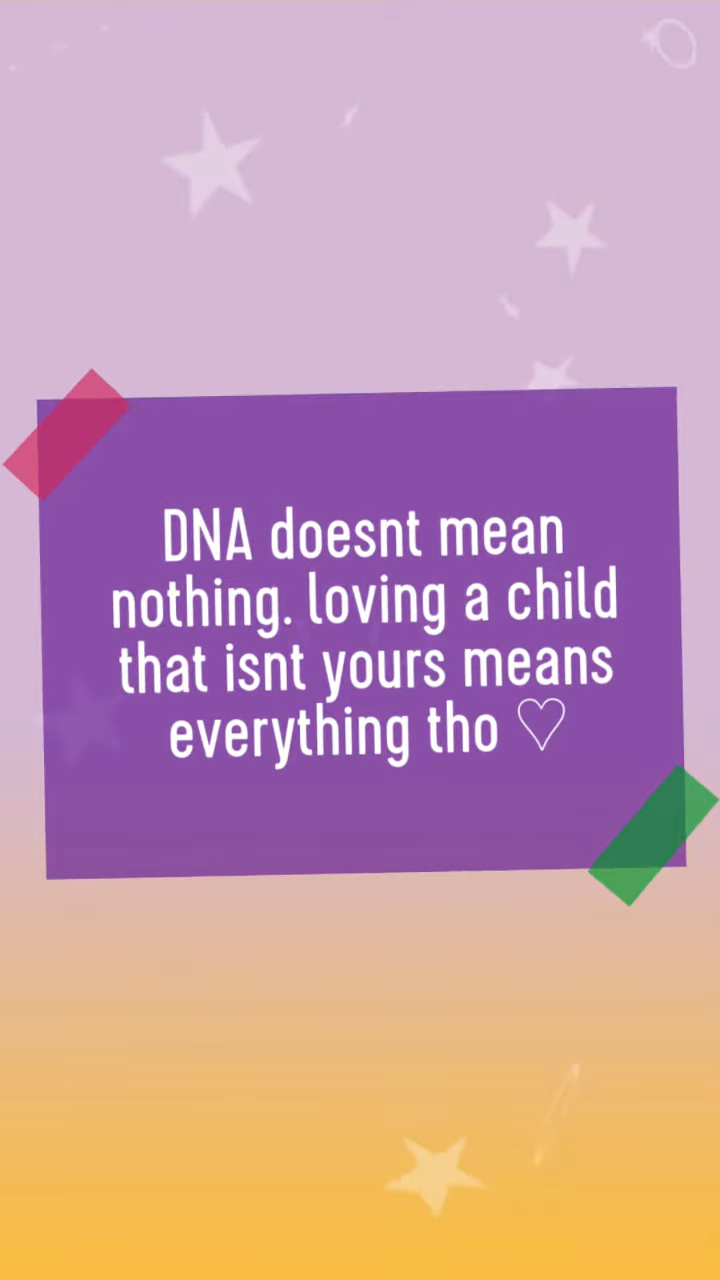 DNA doesnt mean
nothing. loving a child
that isnt yours means
everything tho ♡